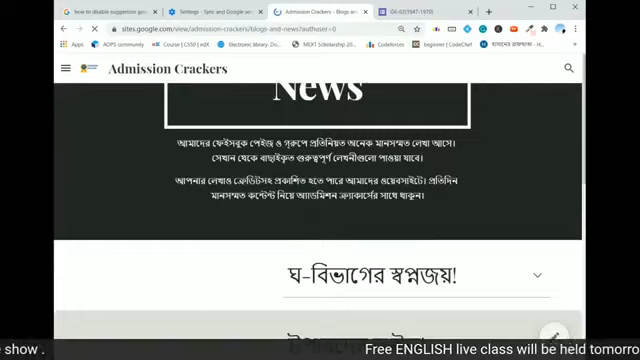 how to disable suggestion goo
Settings - Sync and Google se
Admission Crackers - Blogs an
GK-02(1947-1970)
sites.google.com/view/admission-crackers/blogs-and-news?authuser=0
Apps
AOPS community
Course | CS50 | edX
Electronic library. Do...
MEXT Scholarship 20...
Codeforces
beginner | CodeChef
Admission Crackers
News
আমাদের ফেইসবুক পেইজ ও গ্রুপে প্রতিনিয়ত অনেক মানসম্মত লেখা আসে।
সেখান থেকে বাছাইকৃত গুরুত্বপূর্ণ লেখনীগুলো পাওয়া যাবে।
আপনার লেখাও ক্রেডিটসহ প্রকাশিত হতে পারে আমাদের ওয়েবসাইটে। প্রতিদিন
মানসম্মত কন্টেন্ট নিয়ে অ্যাডমিশন ক্র্যাকার্সের সাথে থাকুন।
ঘ-বিভাগের স্বপ্নজয়!
e show . Free ENGLISH live class will be held tomorro